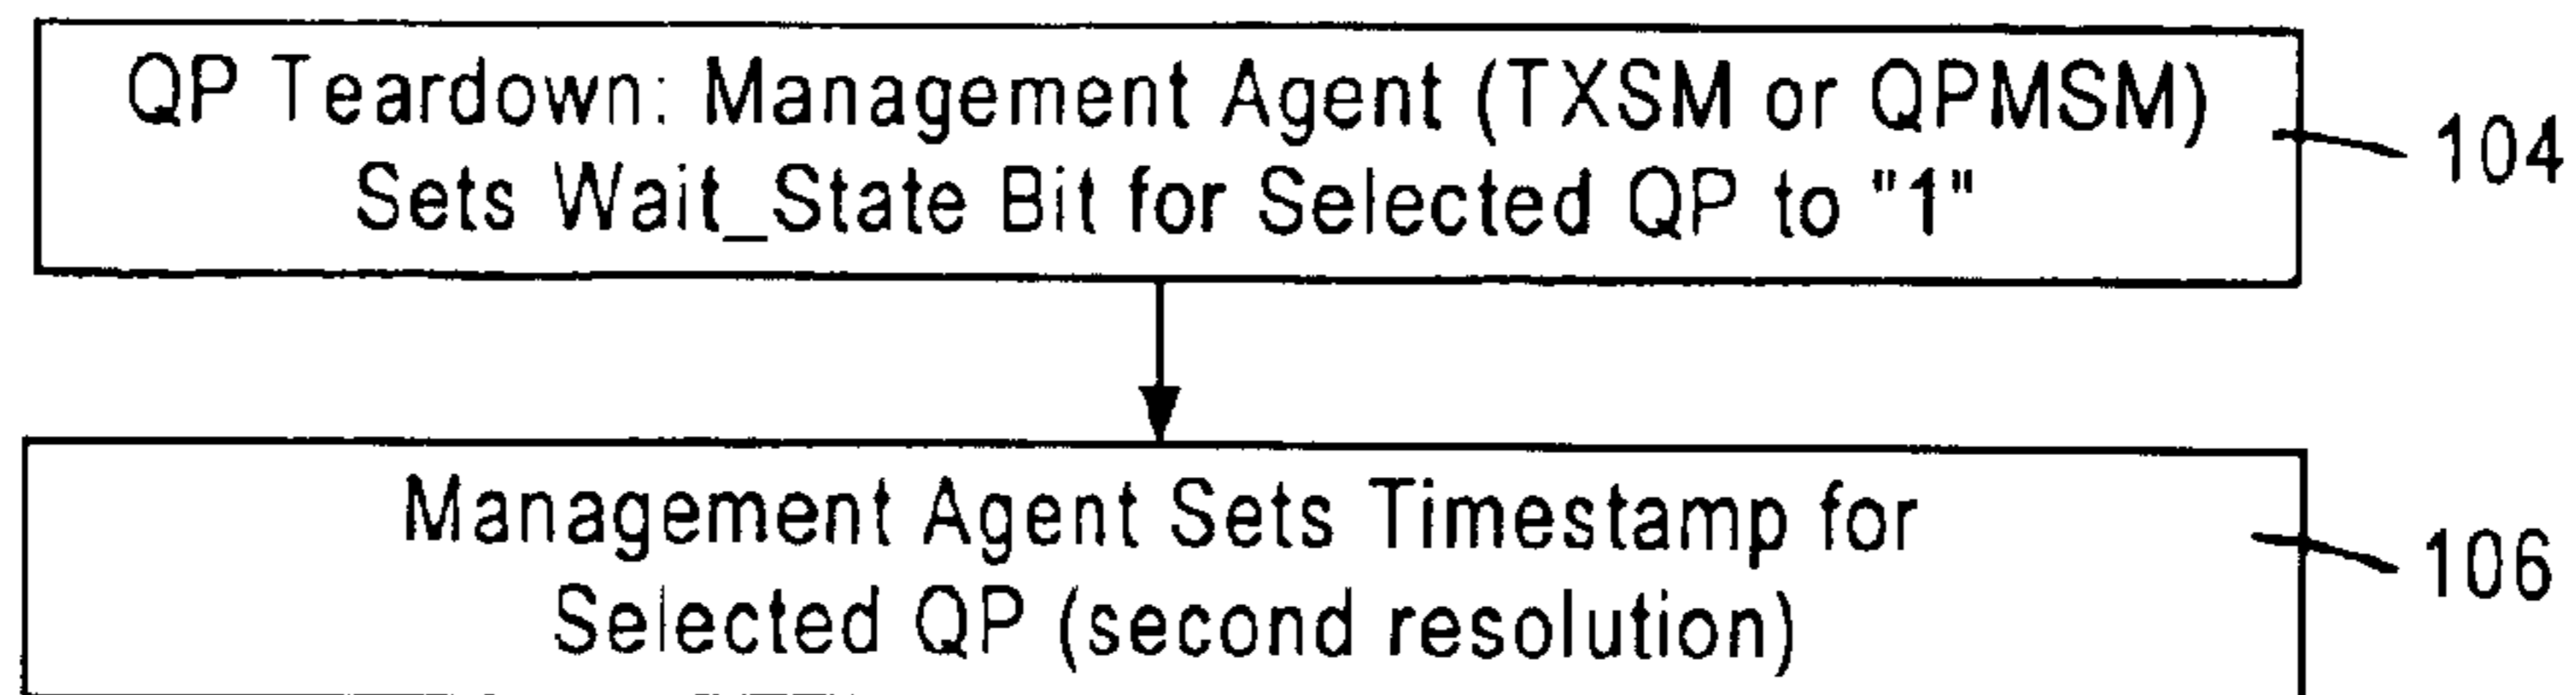 QP Teardown: Management Agent (TXSM or QPMSM)
Sets Wait_State Bit for Selected QP to "1"
104
Management Agent Sets Timestamp for
Selected QP (second resolution)
106